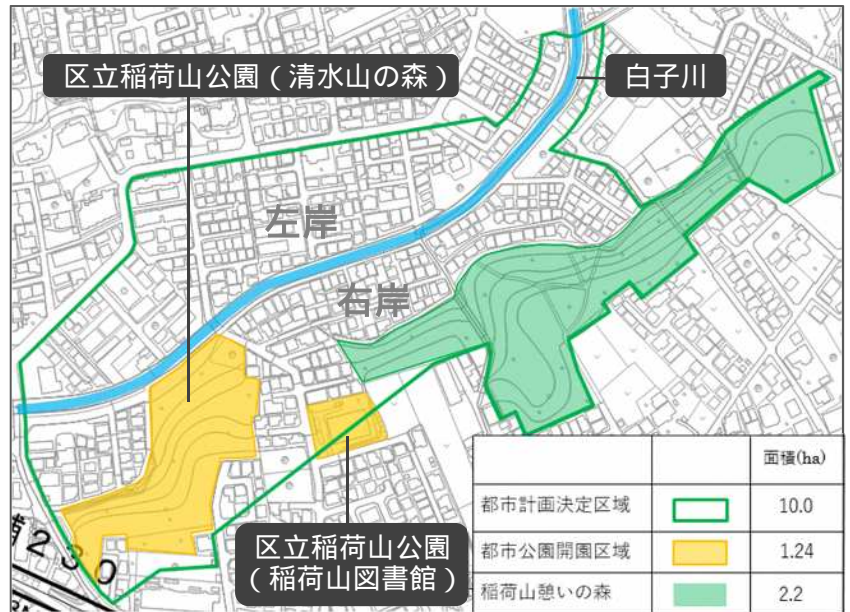 区立稲荷山公園（清水山の森）
白子川
左岸
右岸
230
区立稲荷山公園
（稲荷山図書館）
面積(ha)
都市計画決定区域 10.0
都市公園開園区域 1.24
稲荷山憩いの森 2.2